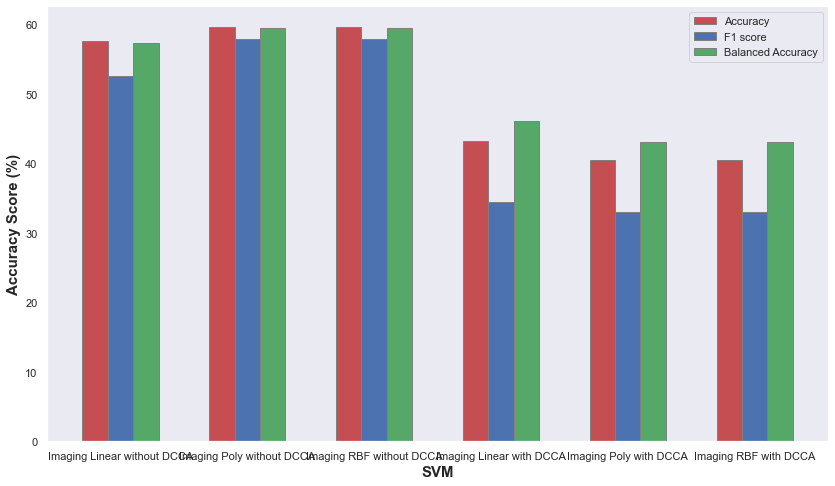 Accuracy
F1 score
Balanced Accuracy
Accuracy Score (%)
60
50
40
30
20
10
0
Imaging Linear without DCCA Imaging Poly without DCCA Imaging RBF without DCCA Imaging Linear with DCCA Imaging Poly with DCCA Imaging RBF with DCCA
SVM